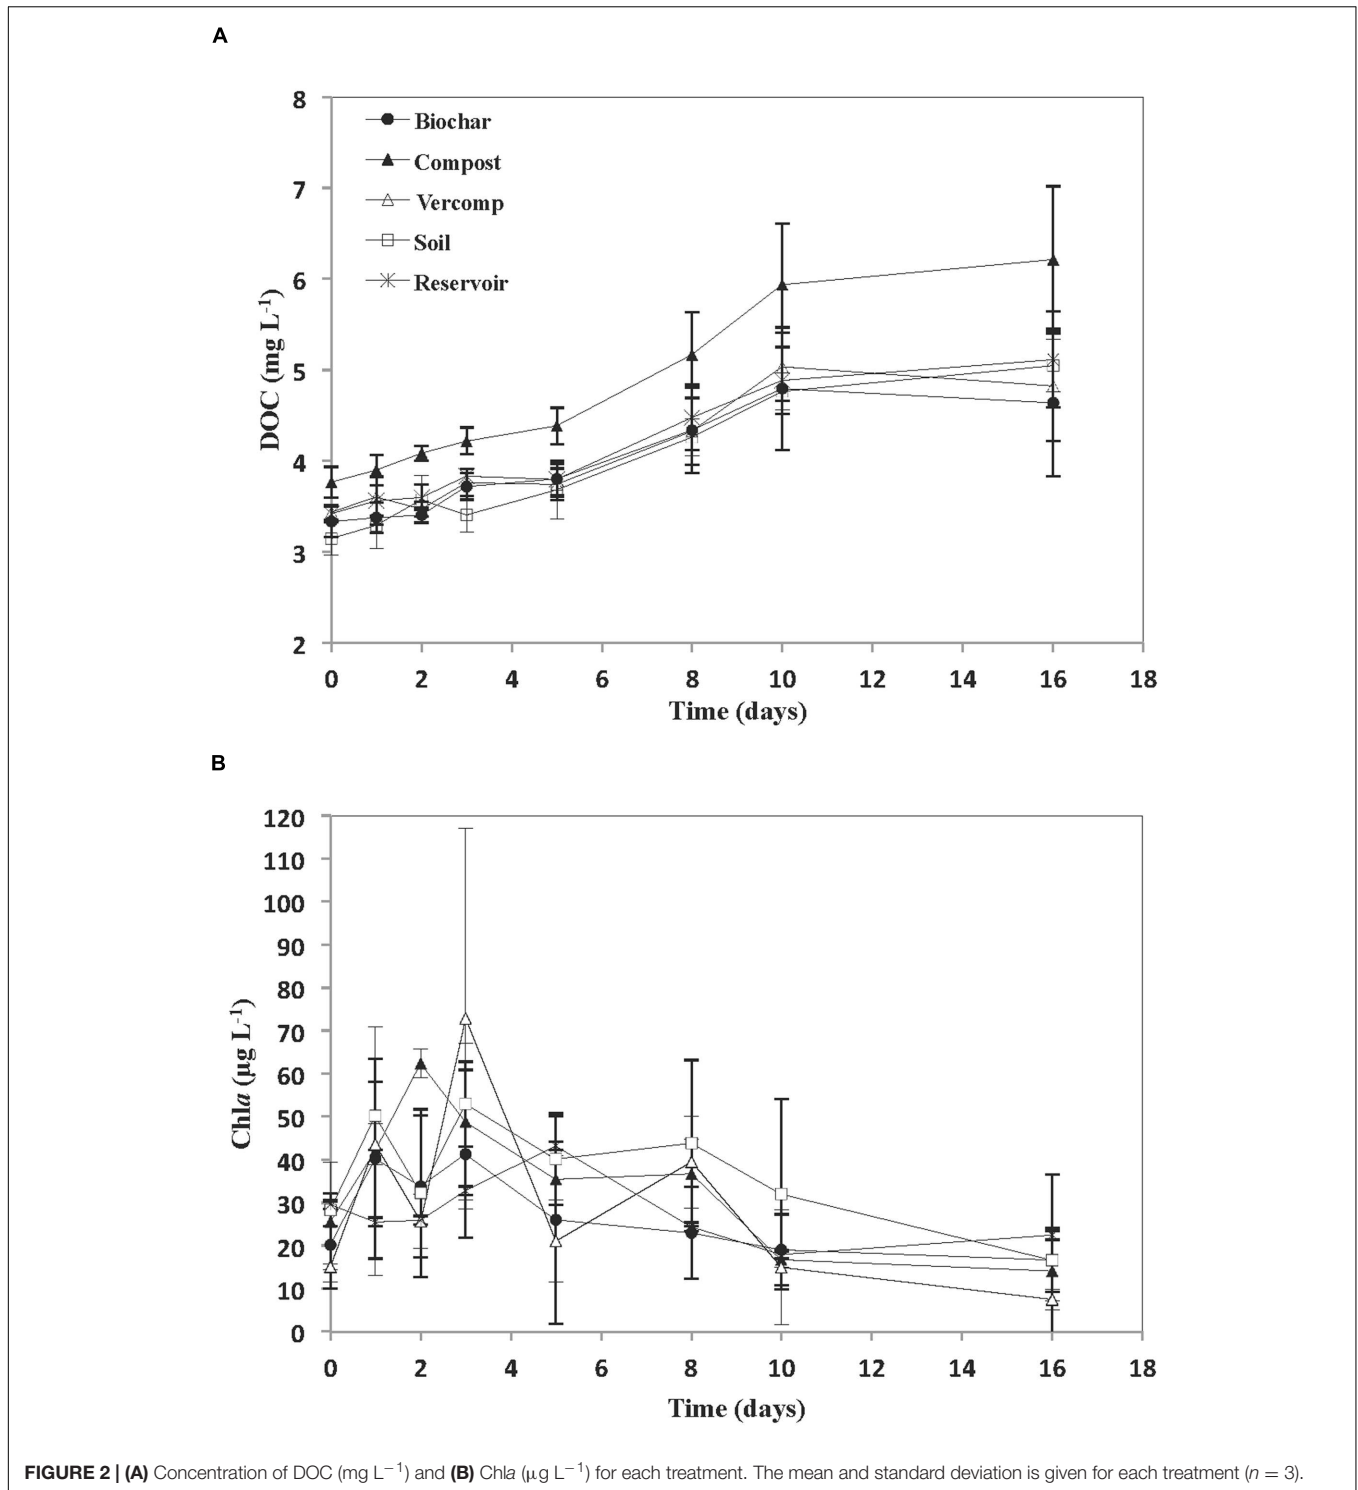 A
8
7
6
5
4
3
2
DOC (mg L⁻¹)
Biochar
Compost
Vercomp
Soil
Reservoir
0 2 4 6 8 10 12 14 16 18
Time (days)
B
120
110
100
90
80
70
60
50
40
30
20
10
0
Chla (µg L⁻¹)
0 2 4 6 8 10 12 14 16 18
Time (days)
FIGURE 2 | (A) Concentration of DOC (mg L⁻¹) and (B) Chla (µg L⁻¹) for each treatment. The mean and standard deviation is given for each treatment (n = 3).